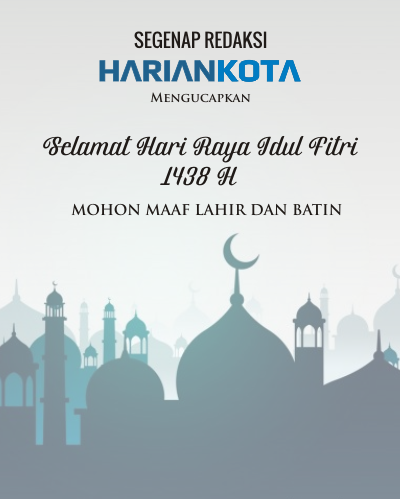 SEGENAP REDAKSI
HARIANKOTA
MENGUCAPKAN
Selamat Hari Raya Idul Fitri
1438 H
MOHON MAAF LAHIR DAN BATIN